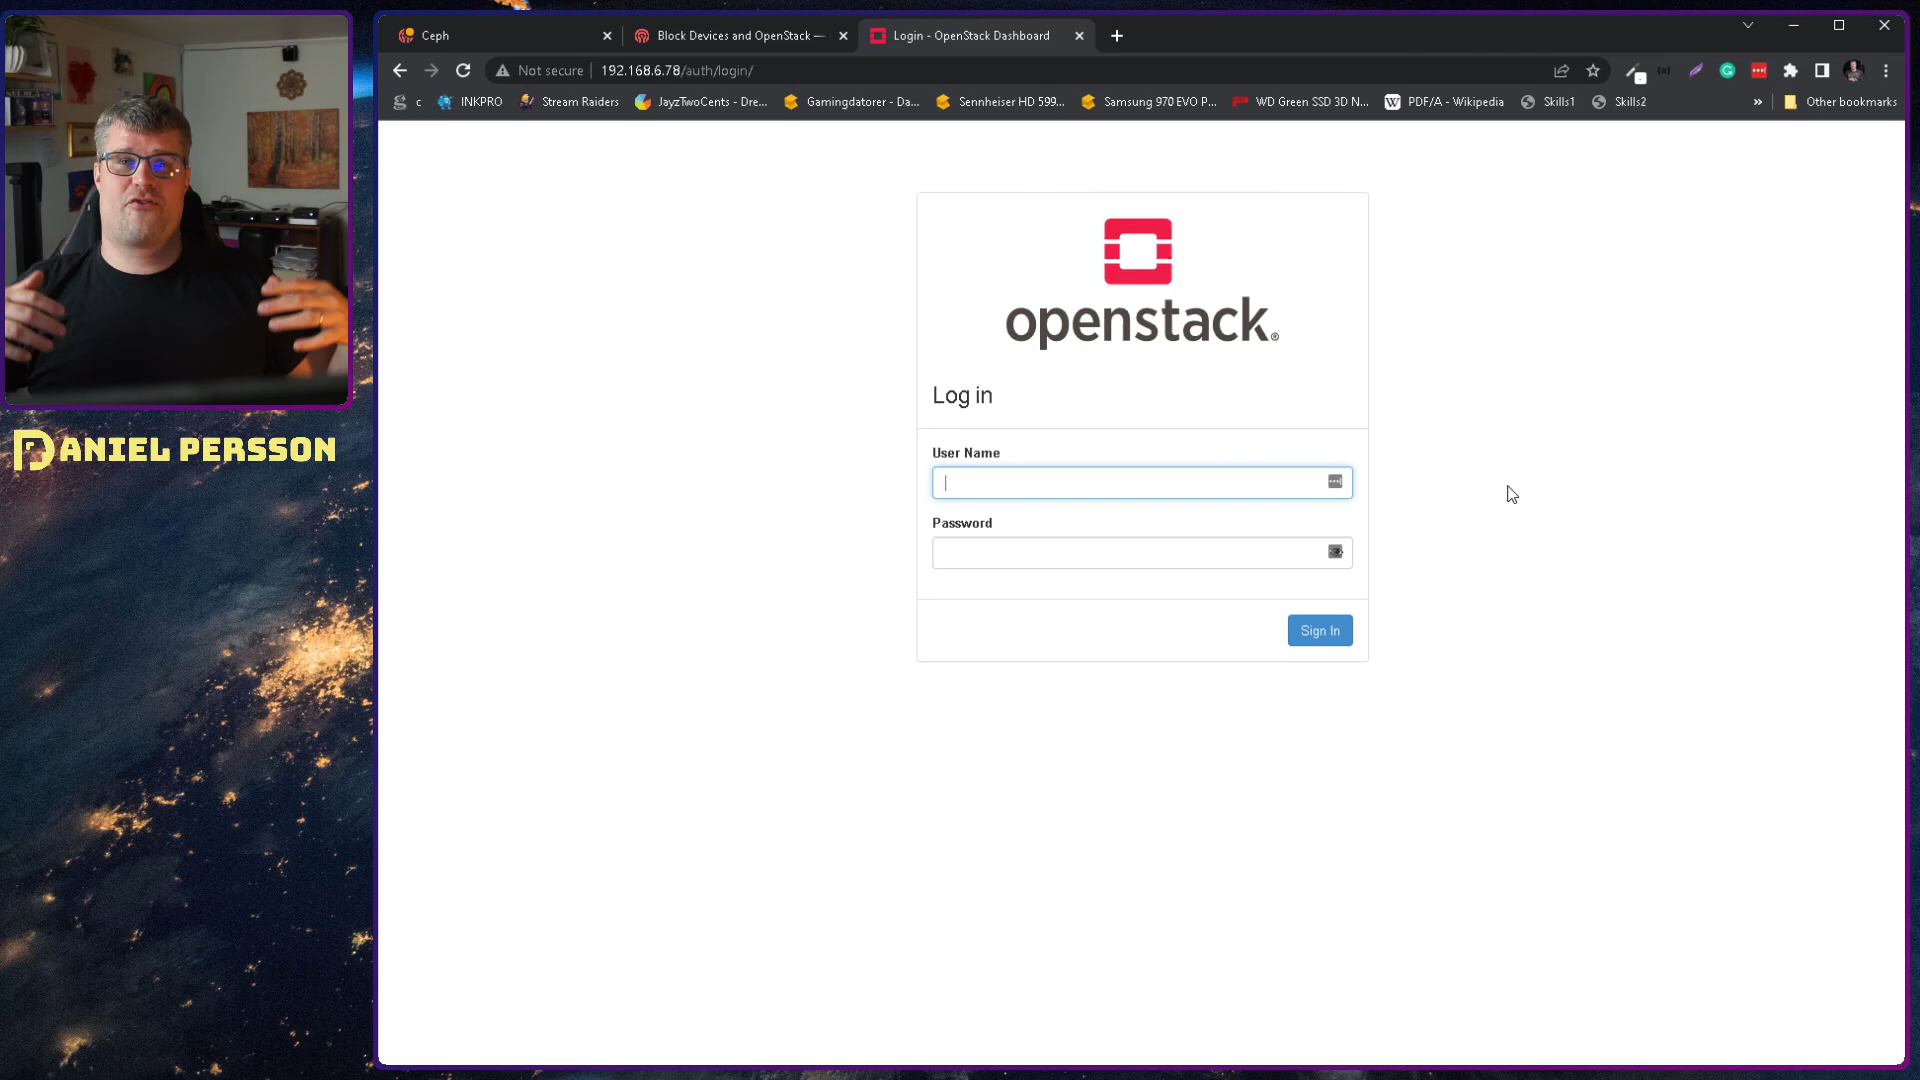 Ceph
Block Devices and OpenStack —
Login - OpenStack Dashboard
Not secure
192.168.6.78/auth/login/
c
INKPRO
Stream Raiders
JayzTwoCents - Dre...
Gamingdatorer - Da...
Sennheiser HD 599...
Samsung 970 EVO P...
WD Green SSD 3D N...
PDF/A - Wikipedia
Skills1
Skills2
»
Other bookmarks
openstack®
Log in
User Name
Password
Sign In
DANIEL PERSSON